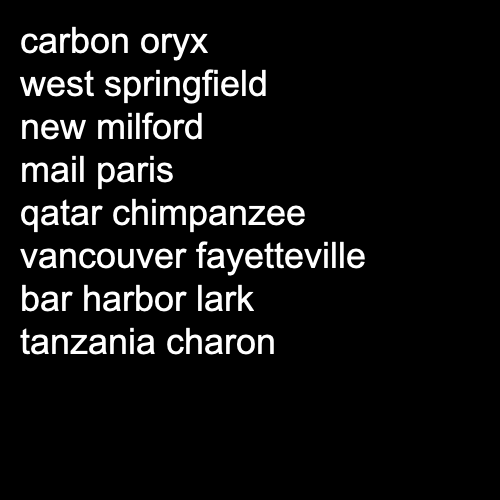 carbon oryx
west springfield
new milford
mail paris
qatar chimpanzee
vancouver fayetteville
bar harbor lark
tanzania charon